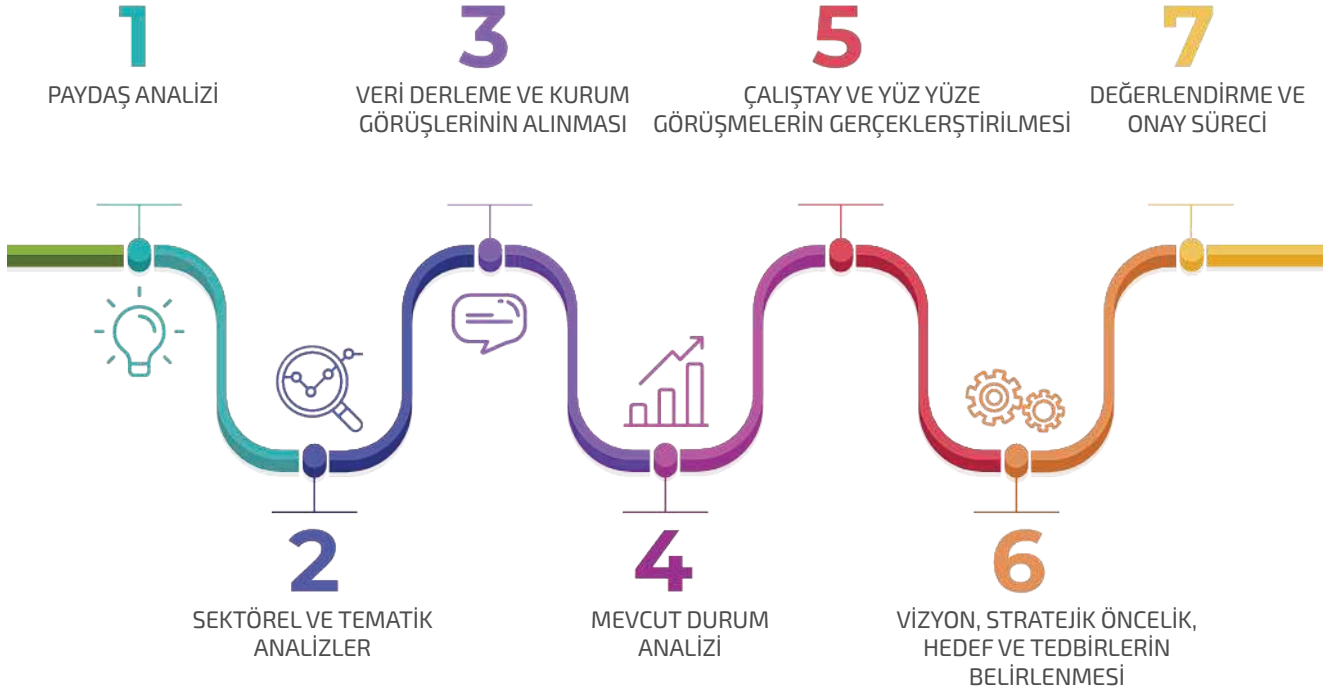 1
PAYDAŞ ANALİZİ
2
SEKTÖREL VE TEMATİK
ANALİZLER
3
VERİ DERLEME VE KURUM
GÖRÜŞLERİNİN ALINMASI
4
MEVCUT DURUM
ANALİZİ
5
ÇALIŞTAY VE YÜZ YÜZE
GÖRÜŞMELERİN GERÇEKLERŞTİRİLMESİ
6
VİZYON, STRATEJİK ÖNCELİK,
HEDEF VE TEDBİRLERİN
BELİRLENMESİ
7
DEĞERLENDİRME VE
ONAY SÜRECİ